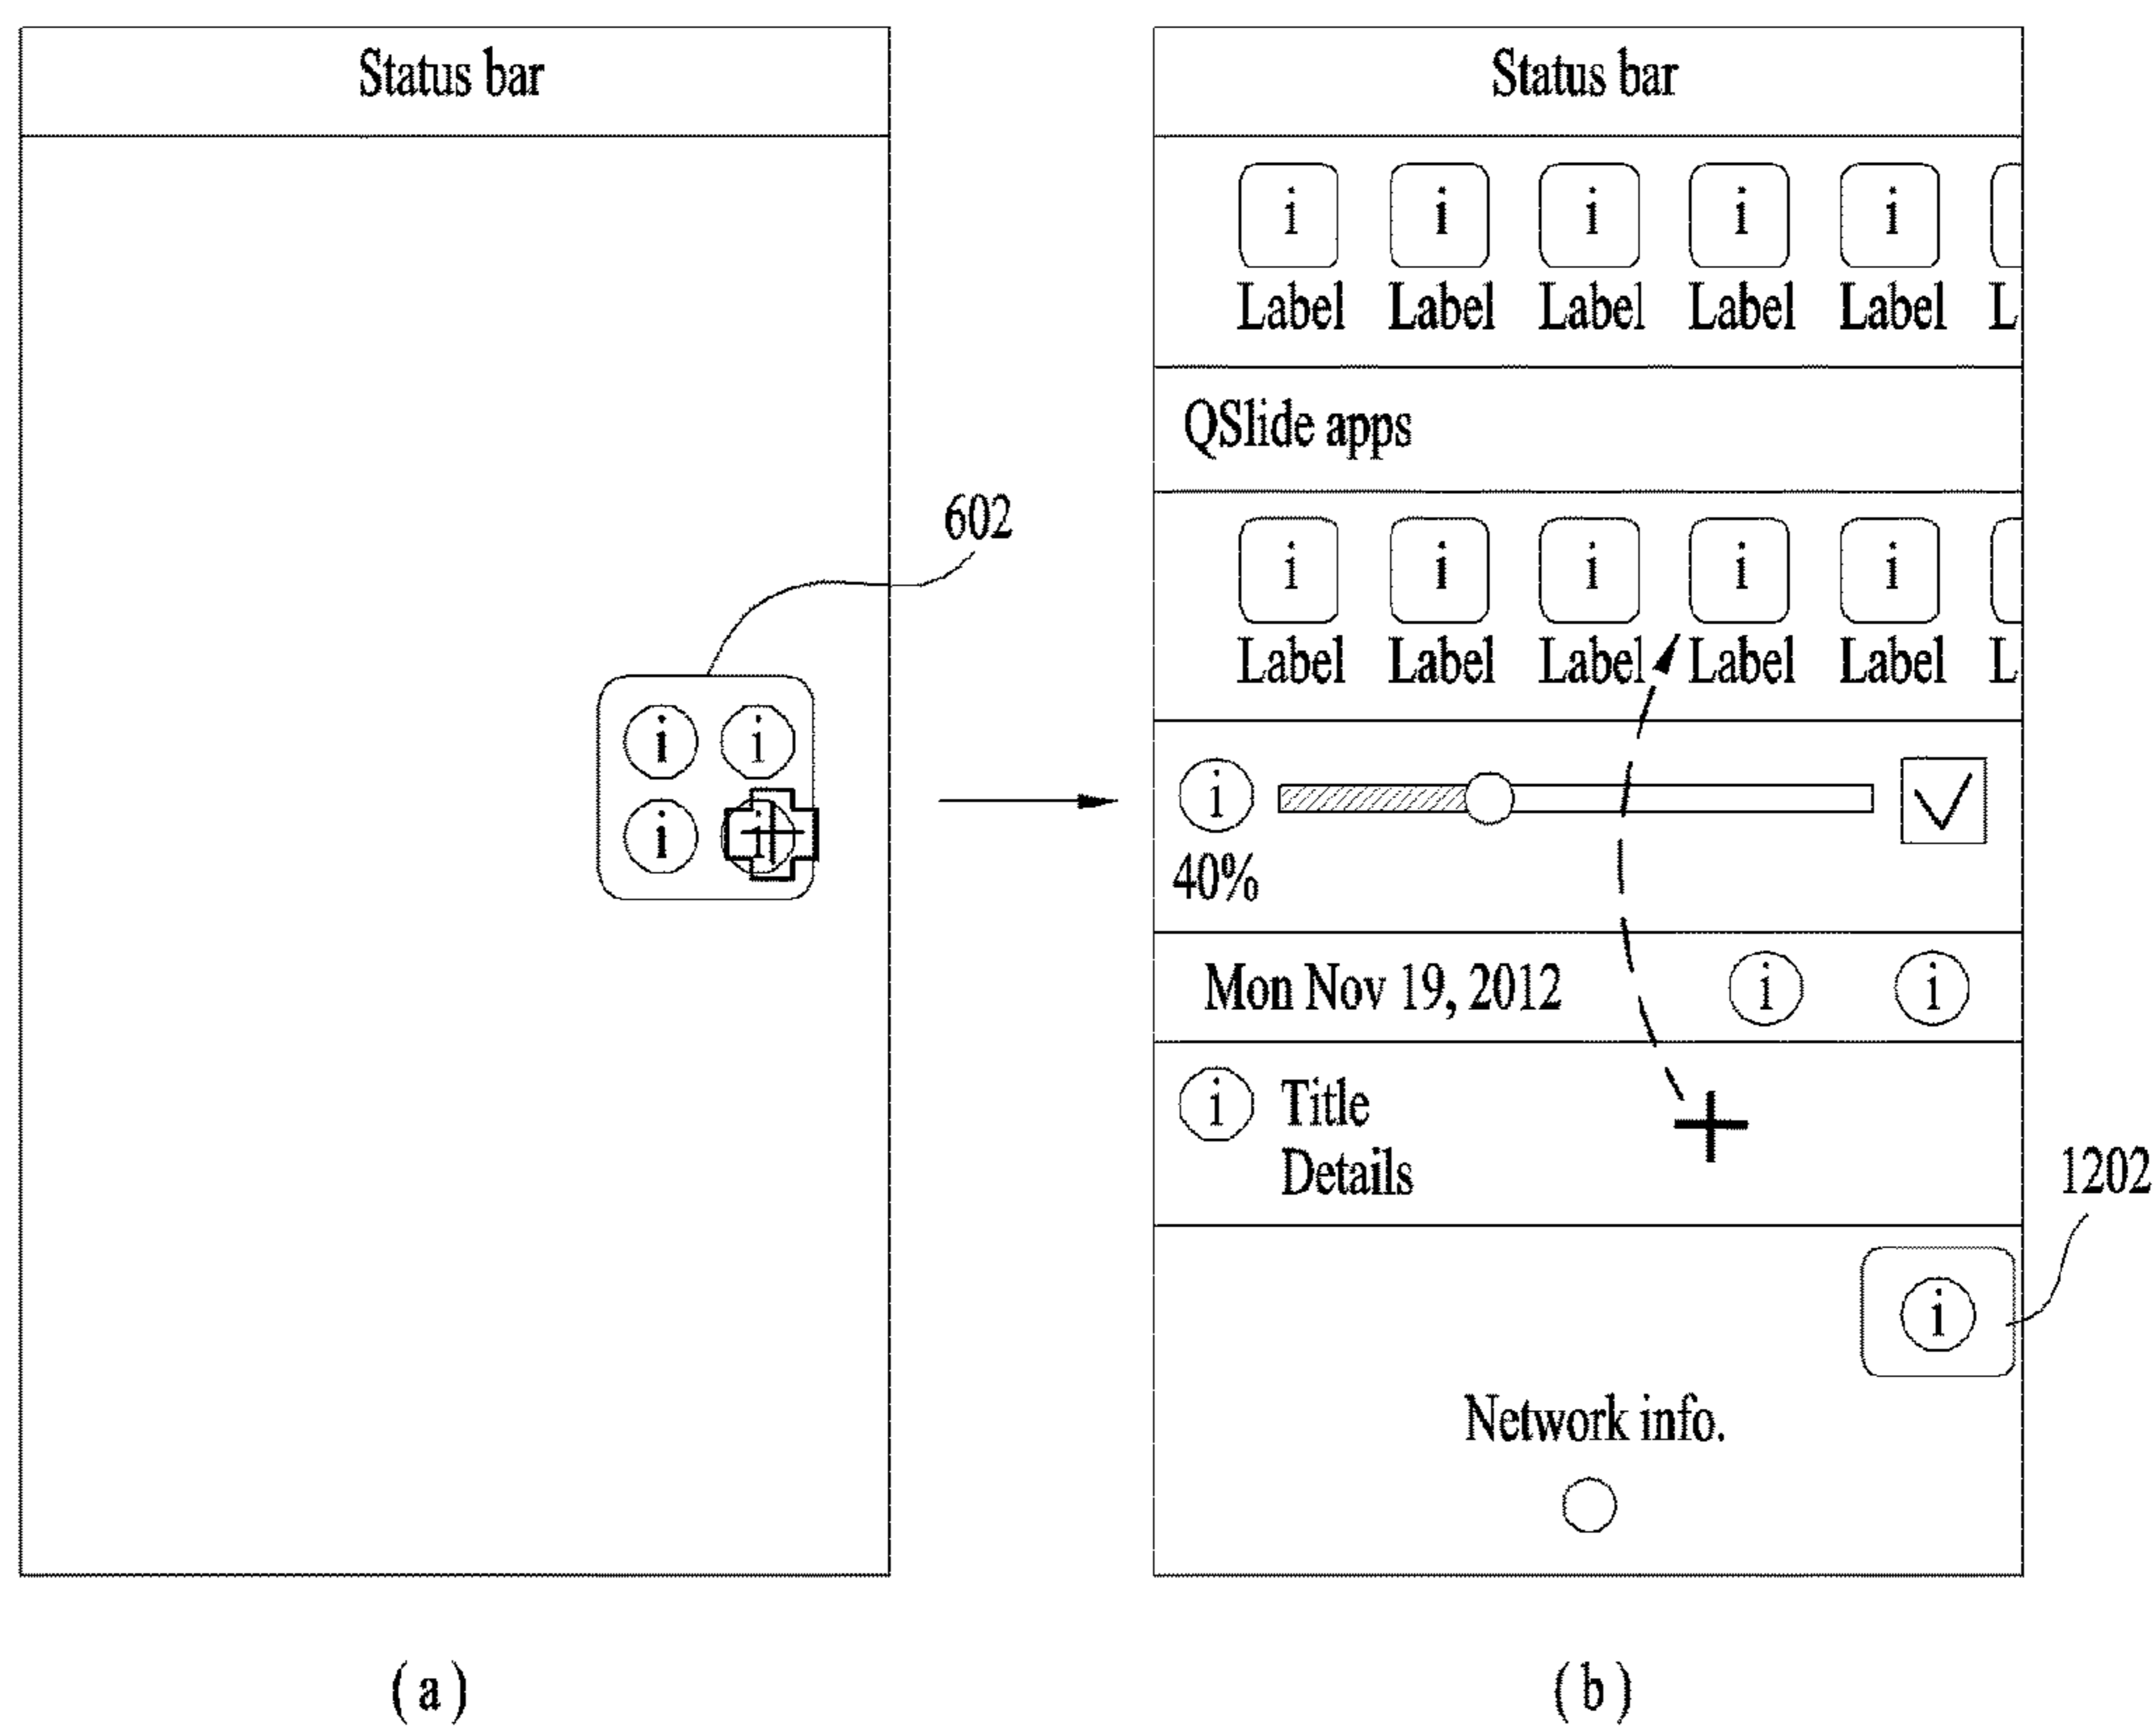 Status bar
602
i i
i i
(a)
Status bar
i i i i i
Label Label Label Label Label L
QSlide apps
i i i i i
Label Label Label Label Label L
i
40%
Mon Nov 19, 2012 i i
i Title
Details
1202
i
Network info.
(b)